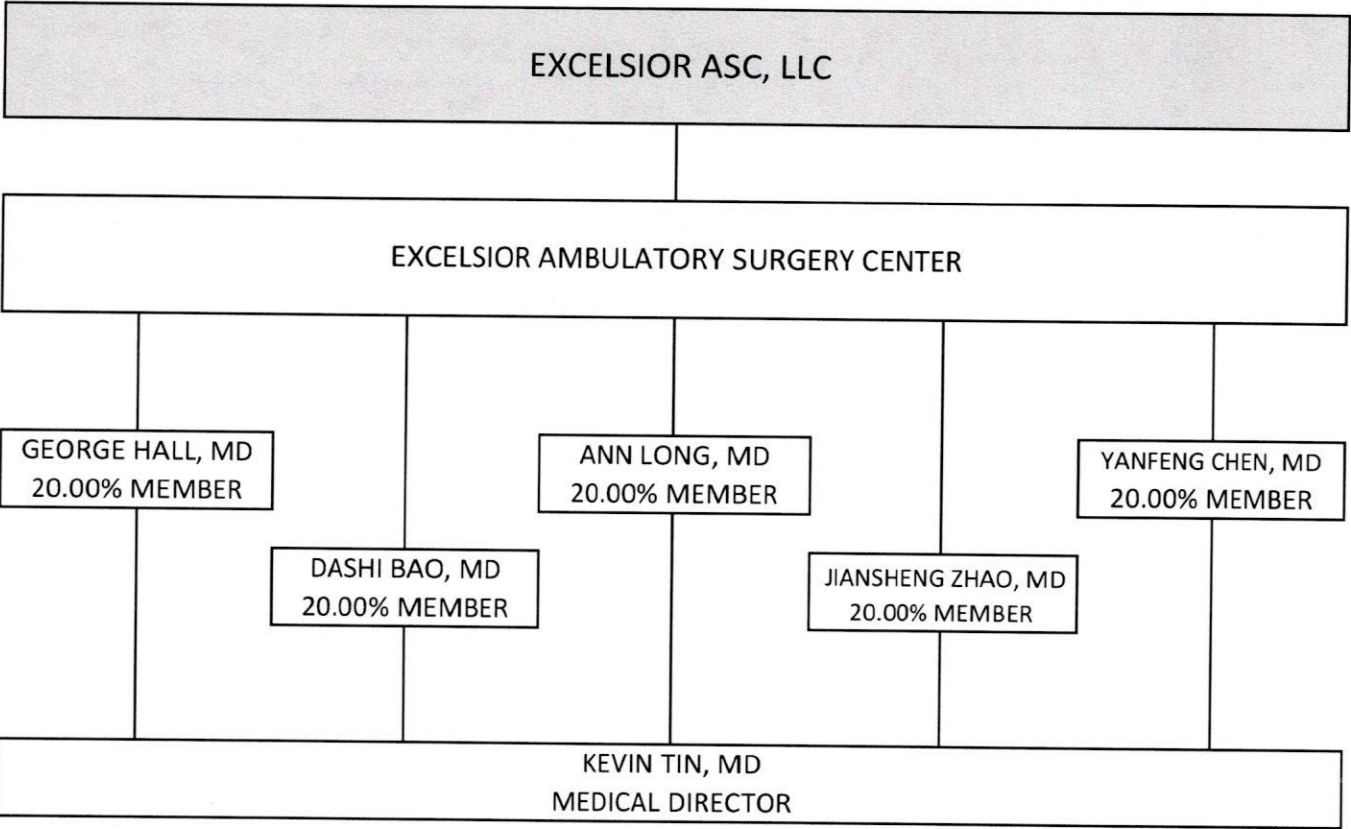 EXCELSIOR ASC, LLC
EXCELSIOR AMBULATORY SURGERY CENTER
GEORGE HALL, MD
20.00% MEMBER
DASHI BAO, MD
20.00% MEMBER
ANN LONG, MD
20.00% MEMBER
JIANSHENG ZHAO, MD
20.00% MEMBER
YANFENG CHEN, MD
20.00% MEMBER
KEVIN TIN, MD
MEDICAL DIRECTOR